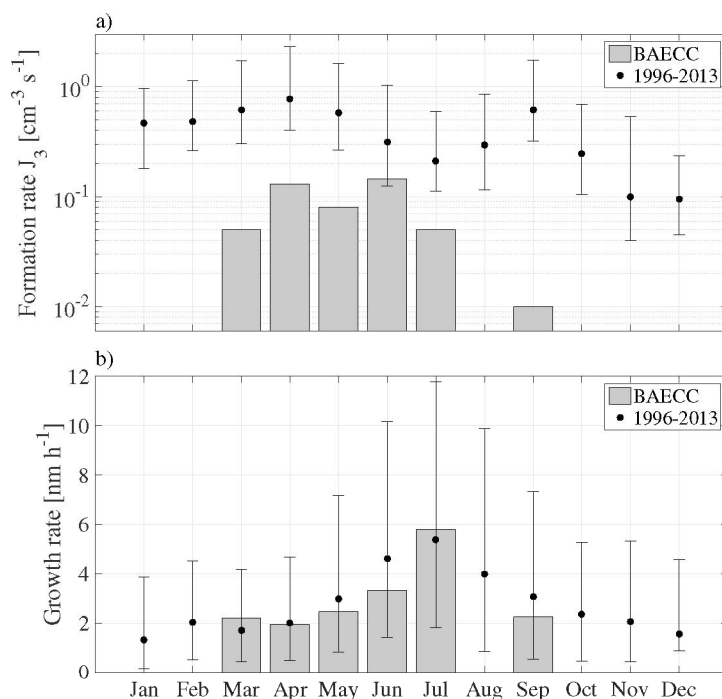 a)
BAECC
1996-2013
Formation rate J₃ [cm⁻³ s⁻¹]
10⁰
10⁻¹
10⁻²
b)
BAECC
1996-2013
Growth rate [nm h⁻¹]
12
10
8
6
4
2
0
Jan Feb Mar Apr May Jun Jul Aug Sep Oct Nov Dec